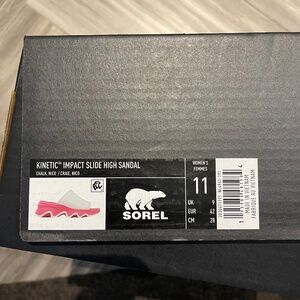 KINETIC™ IMPACT SLIDE HIGH SANDAL
CHALK, NICO / CRAVE, NICO
SOREL
WOMEN'S
FEMMES
11
UK 9
EUR 42
CM 28
MADE IN VIETNAM
FABRIQUÉ AU VIETNAM